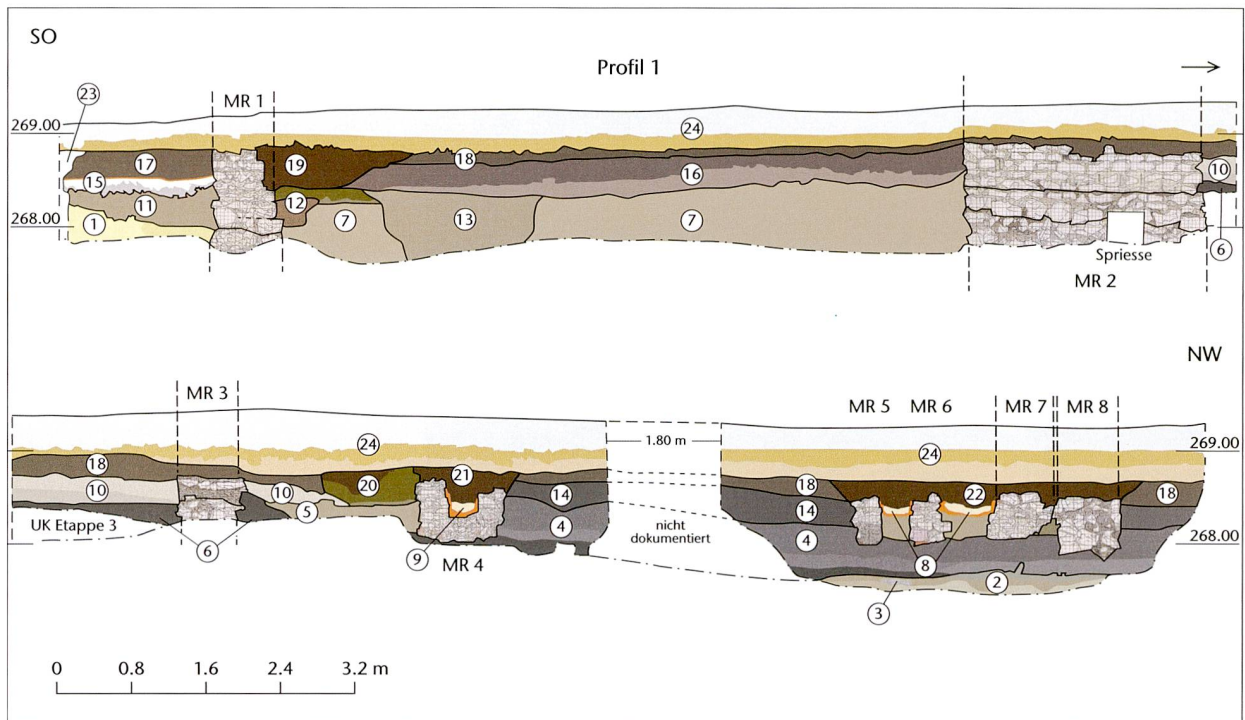 SO
Profil 1
23
MR 1
269.00
24
17
19
18
15
16
10
11
12
7
13
7
1
268.00
6
Spriesse
MR 2
NW
MR 3
MR 5 MR 6 MR 7 MR 8
24
1.80 m
24
269.00
18
21
20
18
22
18
10
10
14
14
5
4
4
UK Etappe 3
nicht
dokumentiert
268.00
6
9
MR 4
8
2
3
0 0.8 1.6 2.4 3.2 m